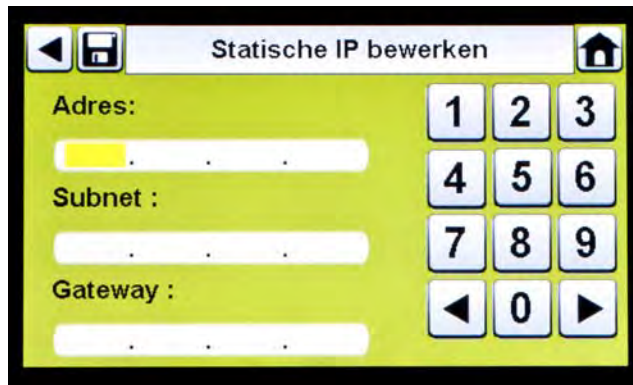 Statische IP bewerken
Adres:
1 2 3
. . .
4 5 6
Subnet :
. . .
7 8 9
Gateway :
0
. . .